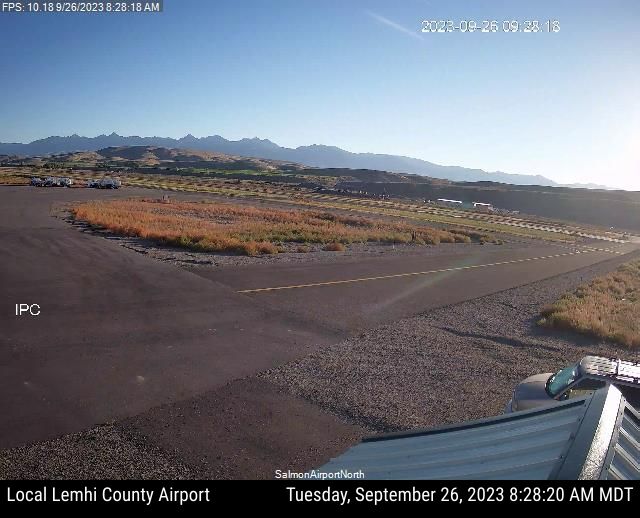 FPS: 10.18 9/26/2023 8:28:18 AM
2023-09-26 09:28:18
IPC
SalmonAirportNorth
Local Lemhi County Airport
Tuesday, September 26, 2023 8:28:20 AM MDT